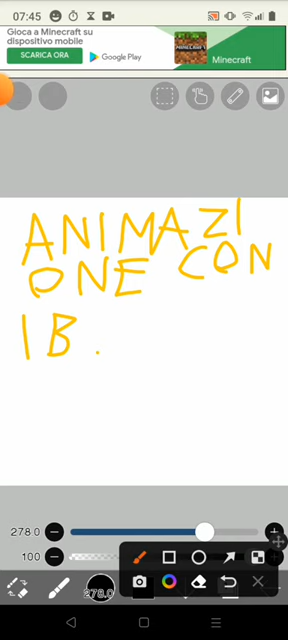 07:45
Gioca a Minecraft su
dispositivo mobile
SCARICA ORA
Google Play
MINECRAFT
Minecraft
ANIMAZI
ONE CON
IB.
278.0
100
278.0